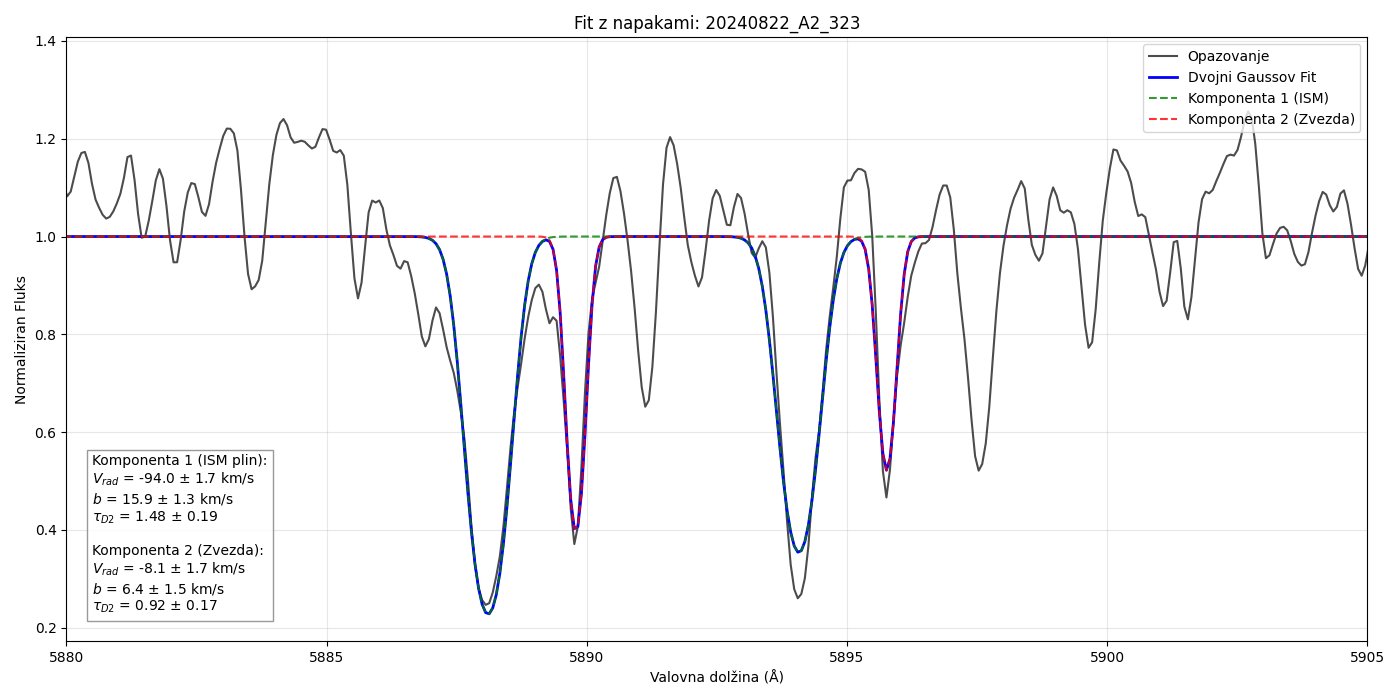 Fit z napakami: 20240822_A2_323
Normaliziran Fluks
1.4
1.2
1.0
0.8
0.6
0.4
0.2
Opazovanje
Dvojni Gaussov Fit
Komponenta 1 (ISM)
Komponenta 2 (Zvezda)
Komponenta 1 (ISM plin):
V_rad = -94.0 ± 1.7 km/s
b = 15.9 ± 1.3 km/s
τ_D2 = 1.48 ± 0.19
Komponenta 2 (Zvezda):
V_rad = -8.1 ± 1.7 km/s
b = 6.4 ± 1.5 km/s
τ_D2 = 0.92 ± 0.17
5880 5885 5890 5895 5900 5905
Valovna dolžina (Å)